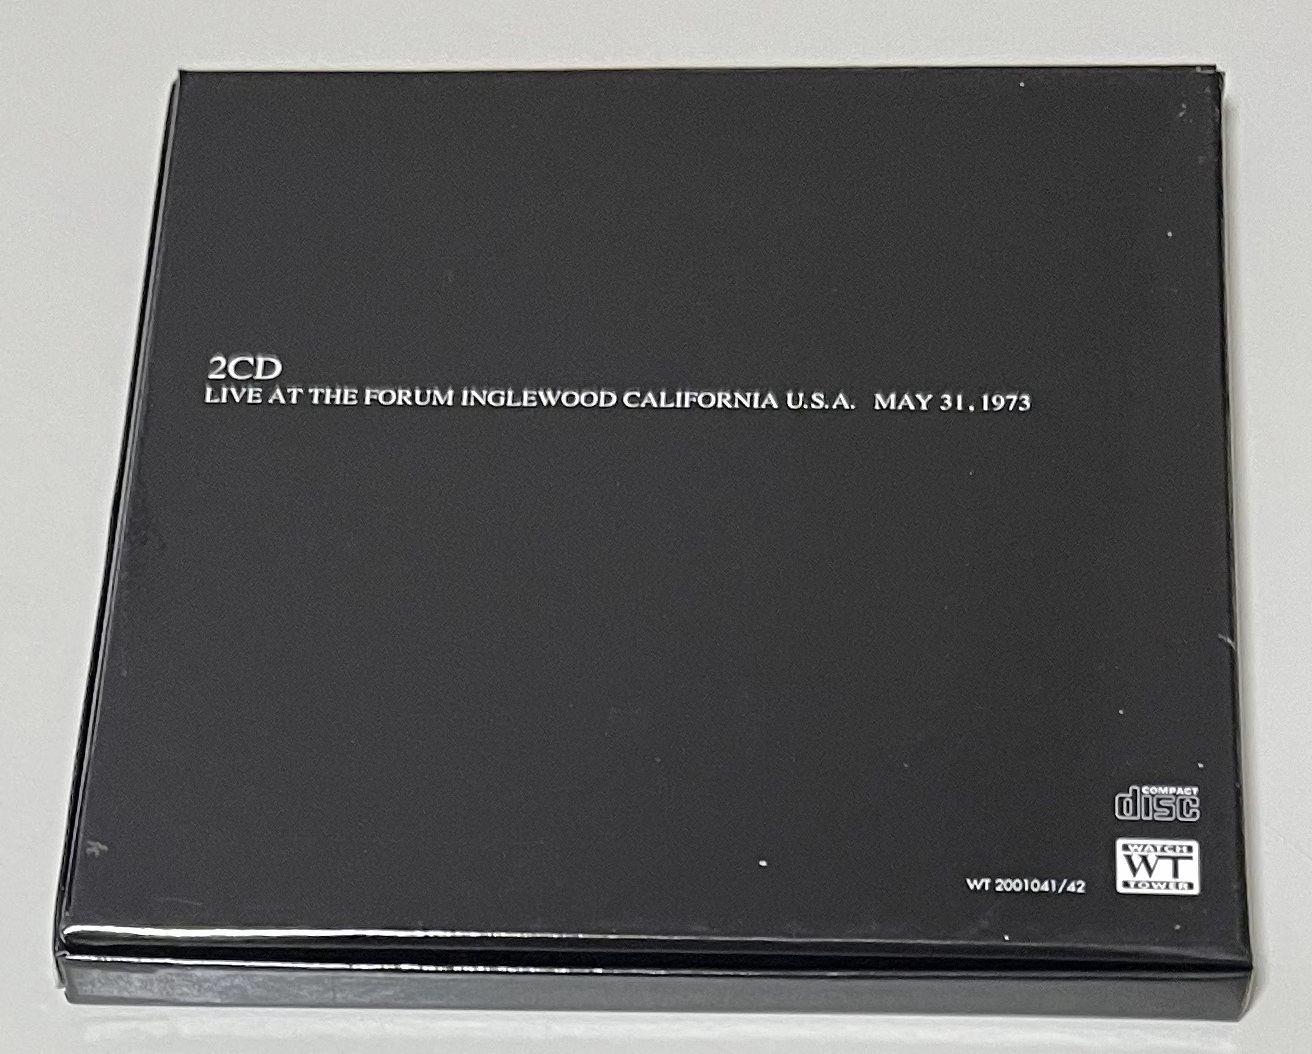 2CD
LIVE AT THE FORUM INGLEWOOD CALIFORNIA U.S.A. MAY 31, 1973
COMPACT
disc
WATCH
WT
TOWER
WT 2001041/42